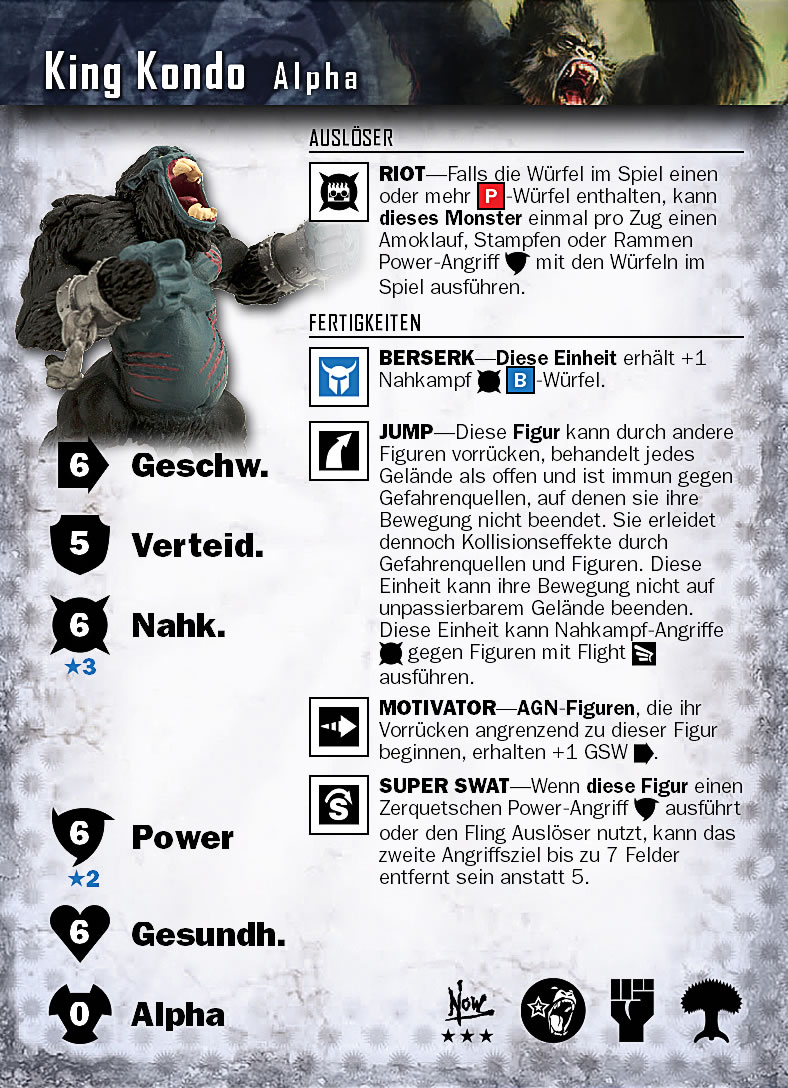 King Kondo Alpha
AUSLÖSER
RIOT—Falls die Würfel im Spiel einen
oder mehr P-Würfel enthalten, kann
dieses Monster einmal pro Zug einen
Amoklauf, Stampfen oder Rammen
Power-Angriff mit den Würfeln im
Spiel ausführen.
FERTIGKEITEN
BERSERK—Diese Einheit erhält +1
Nahkampf B-Würfel.
JUMP—Diese Figur kann durch andere
Figuren vorrücken, behandelt jedes
Gelände als offen und ist immun gegen
Gefahrenquellen, auf denen sie ihre
Bewegung nicht beendet. Sie erleidet
dennoch Kollisionseffekte durch
Gefahrenquellen und Figuren. Diese
Einheit kann ihre Bewegung nicht auf
unpassierbarem Gelände beenden.
Diese Einheit kann Nahkampf-Angriffe
gegen Figuren mit Flight
ausführen.
MOTIVATOR—AGN-Figuren, die ihr
Vorrücken angrenzend zu dieser Figur
beginnen, erhalten +1 GSW.
S
SUPER SWAT—Wenn diese Figur einen
Zerquetschen Power-Angriff ausführt
oder den Fling Auslöser nutzt, kann das
zweite Angriffsziel bis zu 7 Felder
entfernt sein anstatt 5.
6 Geschw.
5 Verteid.
6 Nahk.
★3
6 Power
★2
6 Gesundh.
0 Alpha
Now
★★★